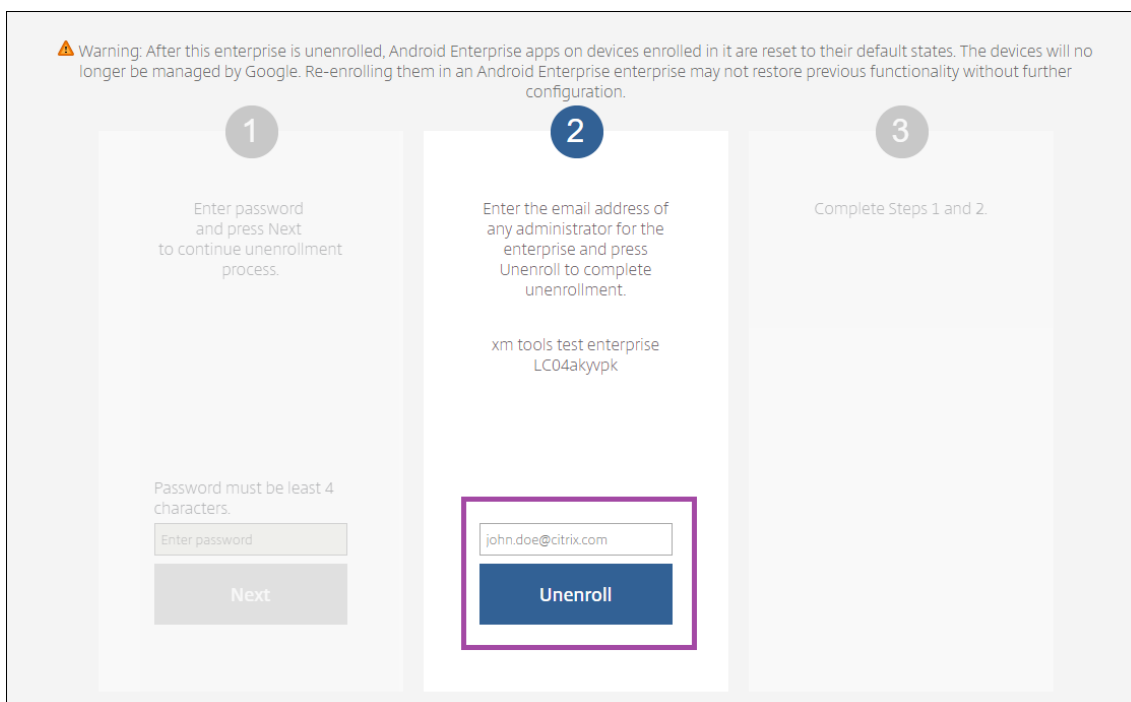 Warning: After this enterprise is unenrolled, Android Enterprise apps on devices enrolled in it are reset to their default states. The devices will no
longer be managed by Google. Re-enrolling them in an Android Enterprise enterprise may not restore previous functionality without further
configuration.
1
Enter password
and press Next
to continue unenrollment
process.
Password must be least 4
characters.
Enter password
Next
2
Enter the email address of
any administrator for the
enterprise and press
Unenroll to complete
unenrollment.
xm tools test enterprise
LC04akyvpk
john.doe@citrix.com
Unenroll
3
Complete Steps 1 and 2.